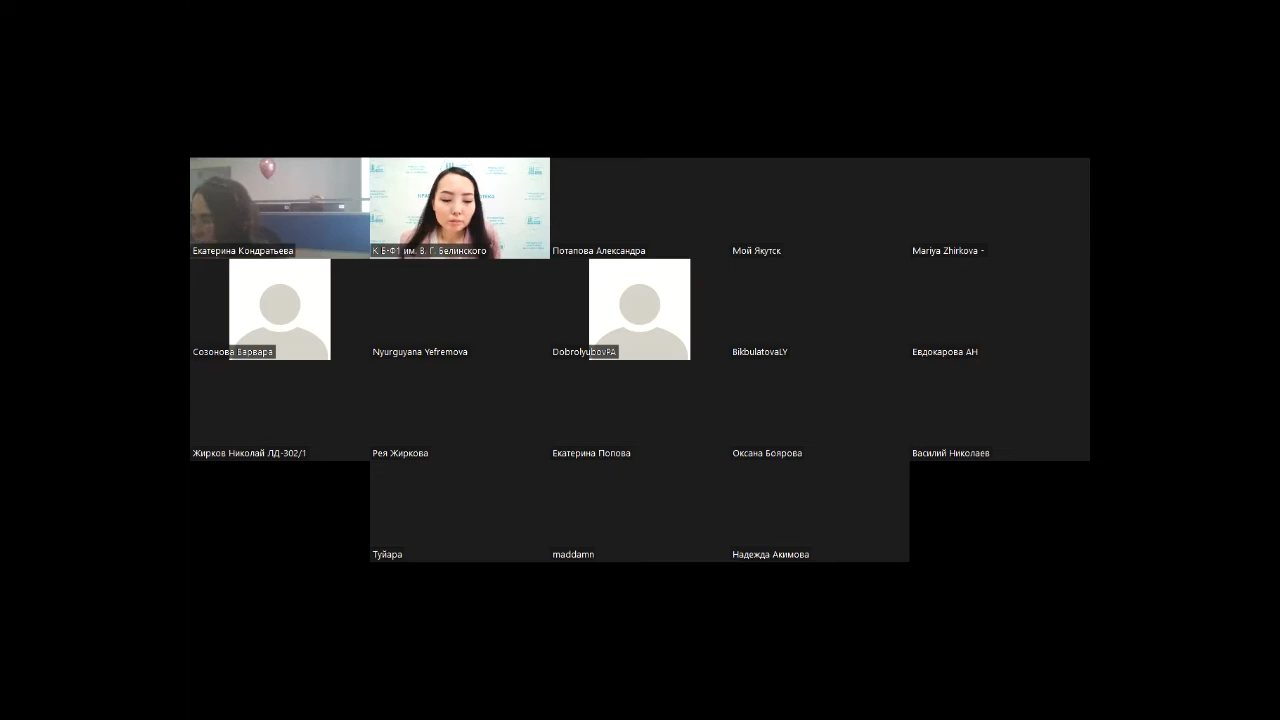 Екатерина Кондратьева
им. В. Г. Белинского
Потапова Александра
Мой Якутск
Mariya Zhirkova -
Созонова Варвара
Nyurguyana Yefremova
DobrolyubovPA
BikbulatovaLY
Евдокарова АН
Жирков Николай ЛД-302/1
Рея Жиркова
Екатерина Попова
Оксана Боярова
Василий Николаев
Туйара
maddamn
Надежда Акимова